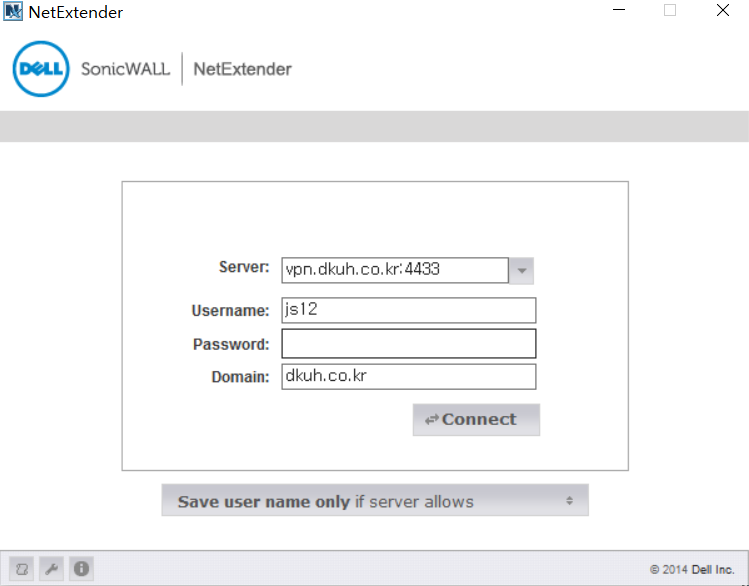 NetExtender
DELL SonicWALL NetExtender
Server: vpn.dkuh.co.kr:4433
Username: js12
Password:
Domain: dkuh.co.kr
Connect
Save user name only if server allows
© 2014 Dell Inc.